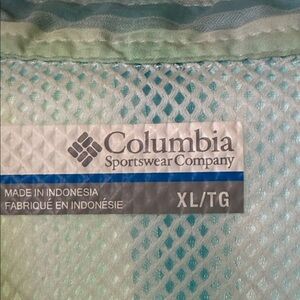 Columbia
Sportswear Company
MADE IN INDONESIA
FABRIQUÉ EN INDONÉSIE
XL/TG